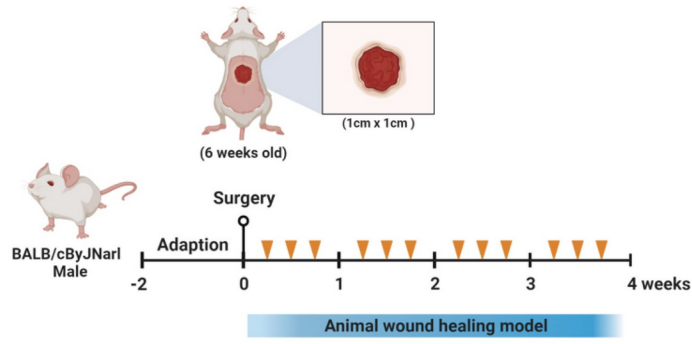 (1cm x 1cm )
(6 weeks old)
Surgery
BALB/cByJNarl
Male
Adaption
-2 0 1 2 3 4 weeks
Animal wound healing model